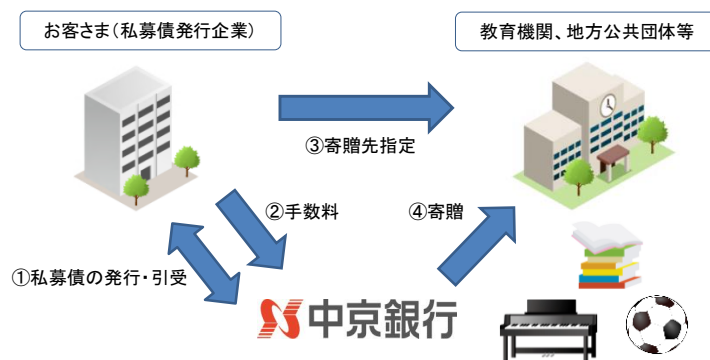 お客さま(私募債発行企業)
教育機関、地方公共団体等
③寄贈先指定
②手数料
④寄贈
①私募債の発行・引受
中京銀行